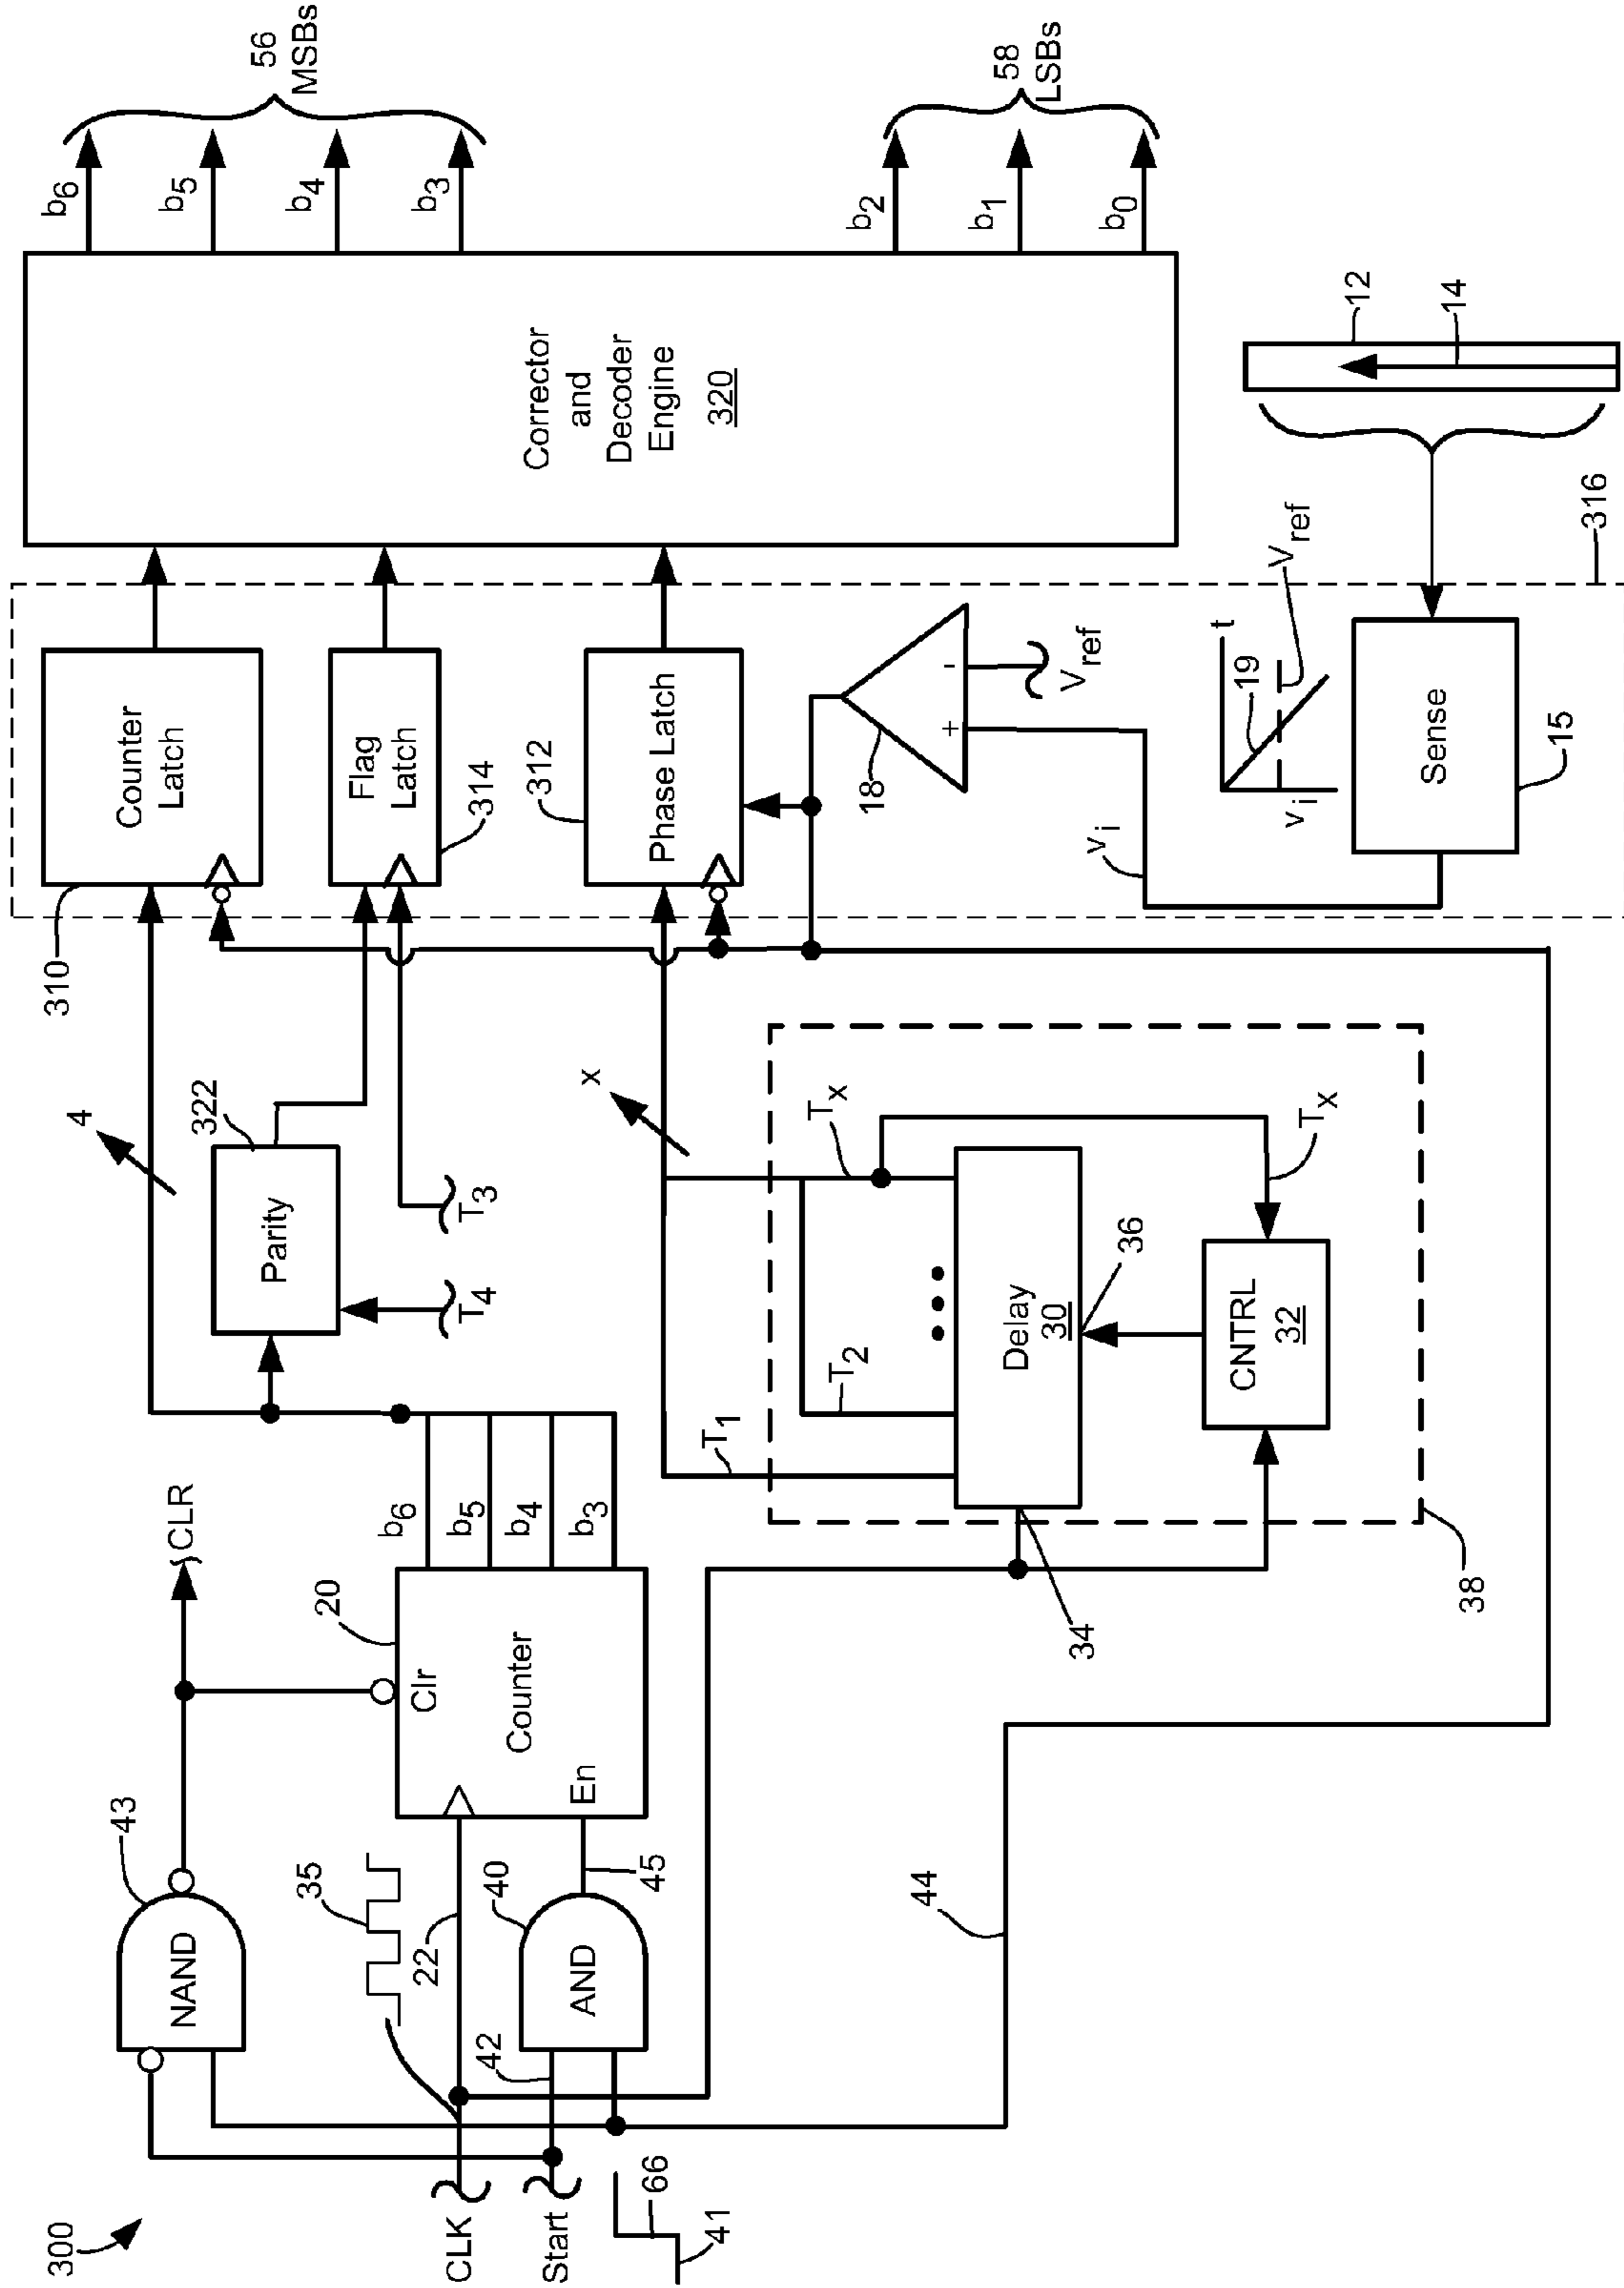 300
CLK
Start
41
66
NAND
43
35
22
42
AND
40
45
44
CLR
20
Clr
Counter
En
b6
b5
b4
b3
4
Parity
322
T4
T3
x
T1
T2
Tx
34
Delay
30
36
CNTRL
32
Tx
38
310
Counter
Latch
Flag
Latch
314
312
Phase Latch
18
+
-
Vref
vi
19
t
vi
Vref
Sense
15
316
12
14
Corrector
and
Decoder
Engine
320
b6
b5
b4
b3
56
MSBs
b2
b1
b0
58
LSBs